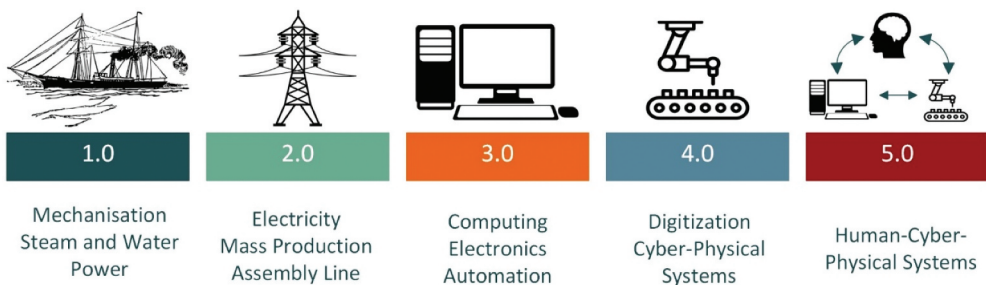 1.0
Mechanisation
Steam and Water
Power
2.0
Electricity
Mass Production
Assembly Line
3.0
Computing
Electronics
Automation
4.0
Digitization
Cyber-Physical
Systems
5.0
Human-Cyber-
Physical Systems